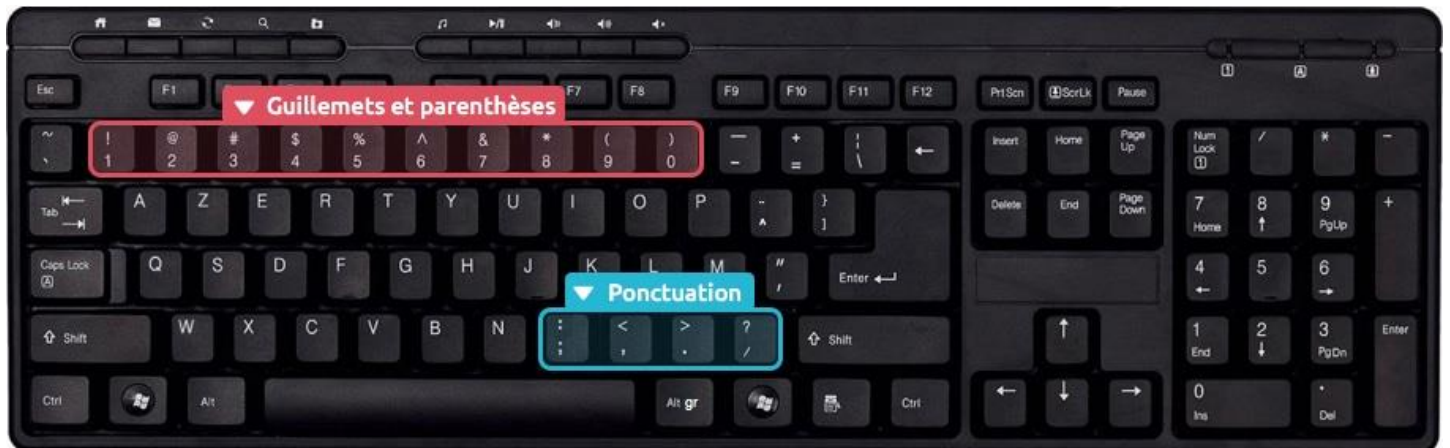 Esc F1 F7 F8 F9 F10 F11 F12 PrtScn ScrLk Pause
1 A
Guillemets et parenthèses
~ ! @ # $ % ^ & * ( ) — + ¦
` 1 2 3 4 5 6 7 8 9 0 - = \ ←
Insert Home Page Up Num Lock 1 / * -
Tab A Z E R T Y U I O P ¨ ^ } ]
Delete End Page Down 7 Home 8 ↑ 9 PgUp +
Caps Lock A Q S D F G H J K L M " ' Enter
4 ← 5 6 →
Ponctuation
Shift W X C V B N : ; < , > . ? / Shift
↑ 1 End 2 ↓ 3 PgDn Enter
Ctrl Alt Alt gr Ctrl
← ↓ → 0 Ins . Del